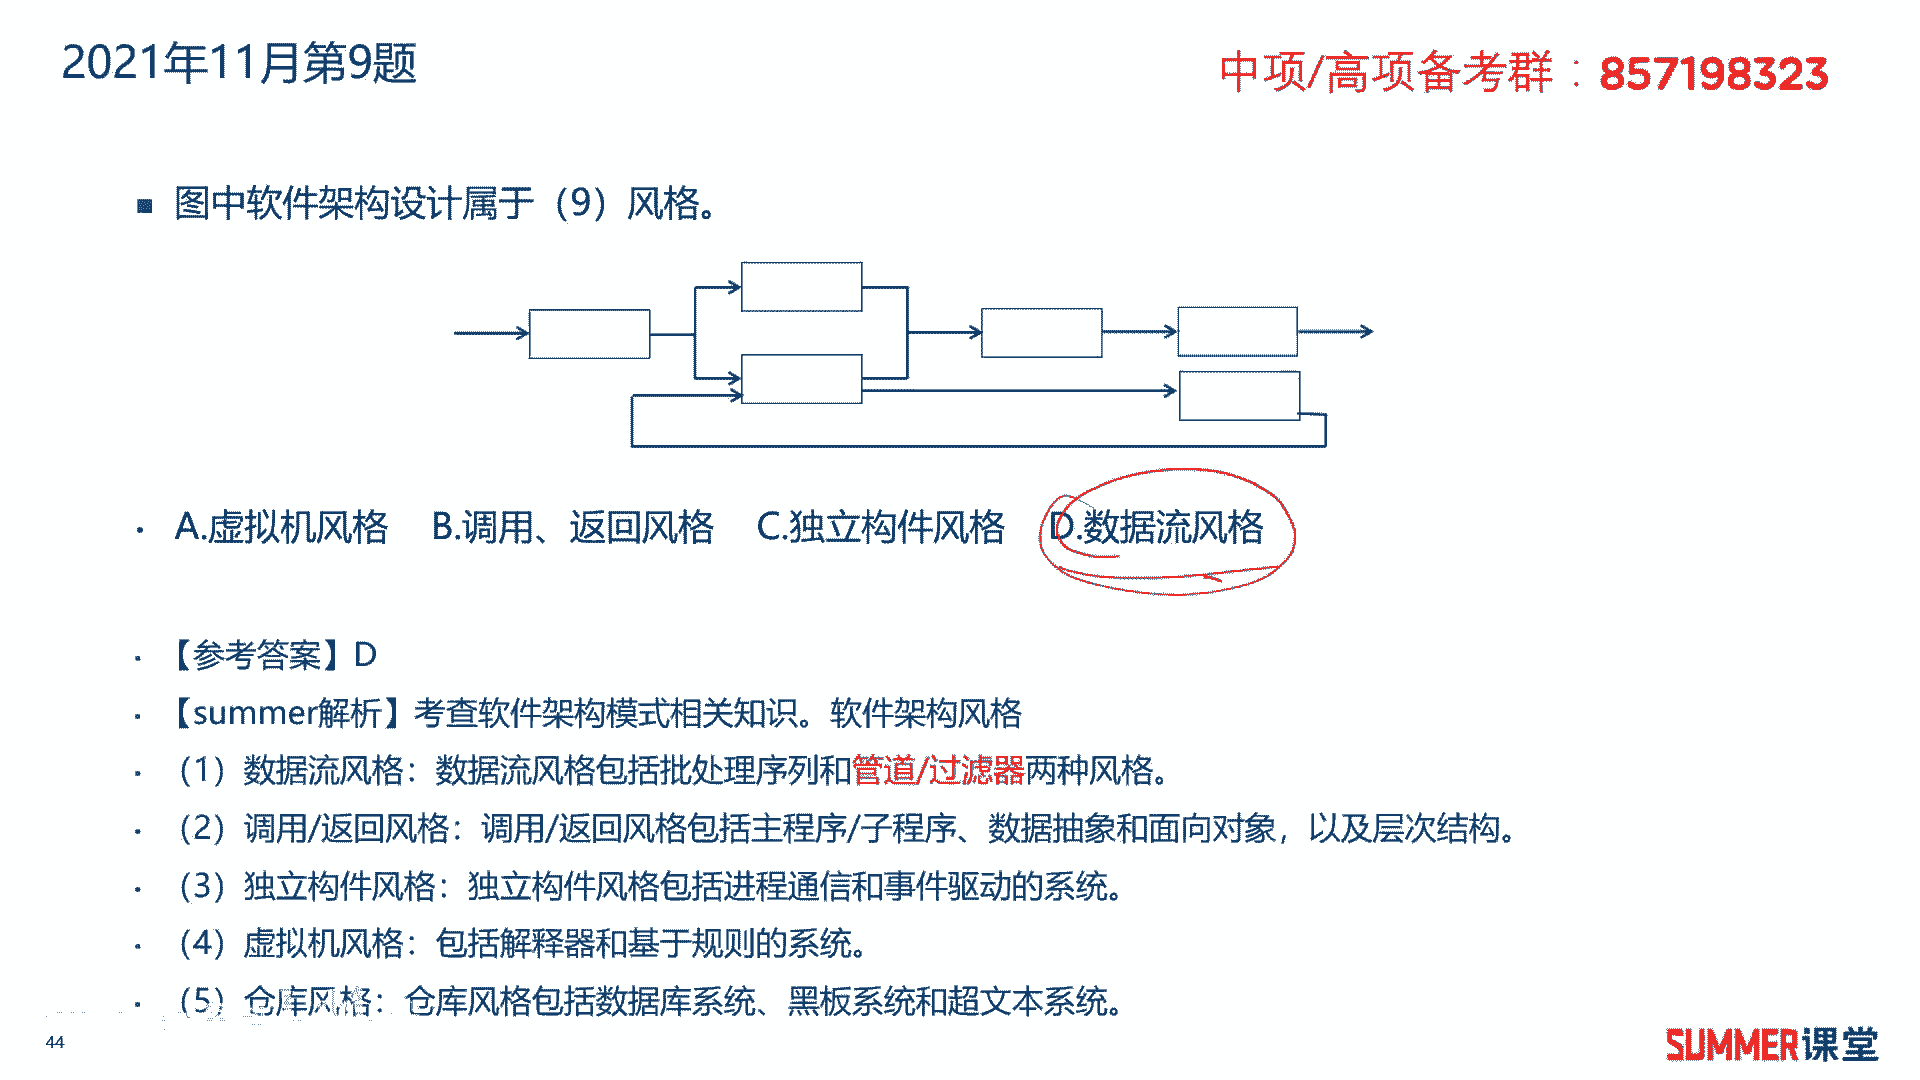 2021年11月第9题
中项/高项备考群：857198323
■ 图中软件架构设计属于（9）风格。
· A.虚拟机风格 B.调用、返回风格 C.独立构件风格 D.数据流风格
· 【参考答案】D
· 【summer解析】考查软件架构模式相关知识。软件架构风格
· （1）数据流风格：数据流风格包括批处理序列和管道/过滤器两种风格。
· （2）调用/返回风格：调用/返回风格包括主程序/子程序、数据抽象和面向对象，以及层次结构。
· （3）独立构件风格：独立构件风格包括进程通信和事件驱动的系统。
· （4）虚拟机风格：包括解释器和基于规则的系统。
· （5）仓库风格：仓库风格包括数据库系统、黑板系统和超文本系统。
44
SUMMER课堂